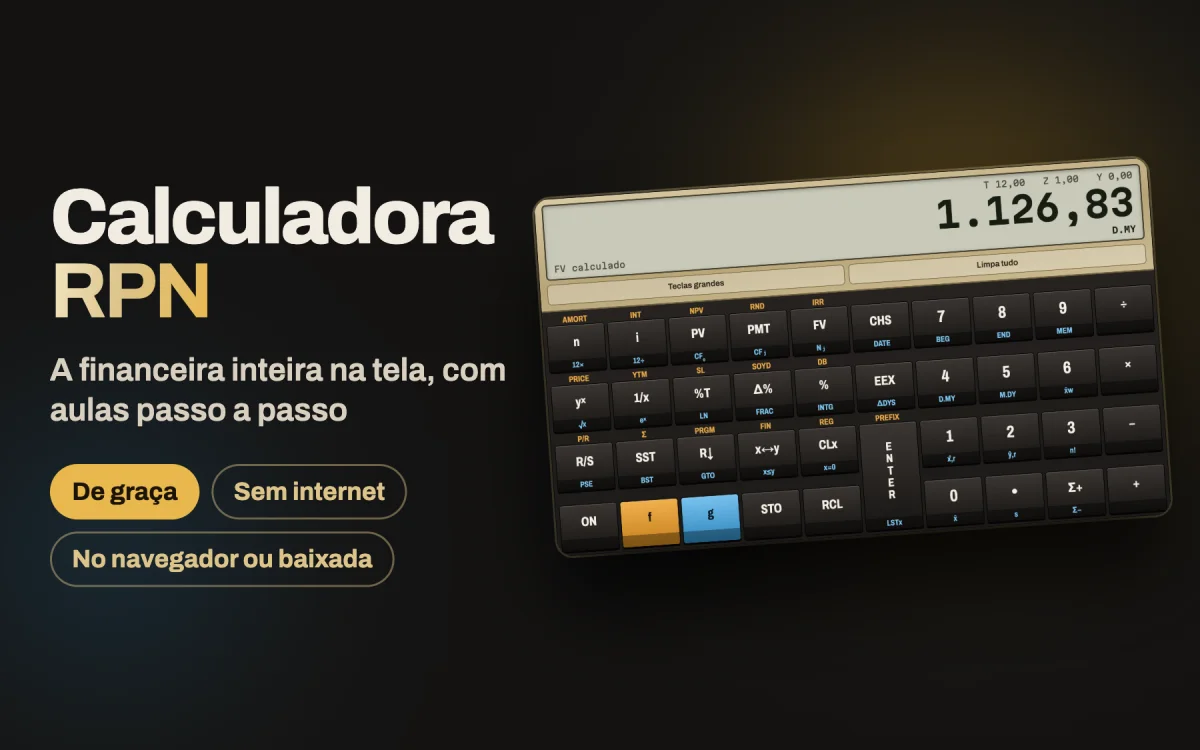 Calculadora
RPN
A financeira inteira na tela, com
aulas passo a passo
De graça
Sem internet
No navegador ou baixada
T 12,00 Z 1,00 Y 0,00
1.126,83
D.MY
FV calculado
Teclas grandes
Limpa tudo
AMORT INT NPV RND IRR
n i PV PMT FV CHS 7 8 9 ÷
12× 12÷ CF₀ CFⱼ Nⱼ DATE BEG END MEM
PRICE YTM SL SOYD DB
yˣ 1/x %T Δ% % EEX 4 5 6 ×
√x eˣ LN FRAC INTG ΔDYS D.MY M.DY x̄w
P/R Σ PRGM FIN REG PREFIX
R/S SST R↓ x↔y CLx ENTER 1 2 3 −
PSE BST GTO x≤y x=0 x̂,r ŷ,r n!
ON f g STO RCL 0 • Σ+ +
LSTx x̄ s Σ−